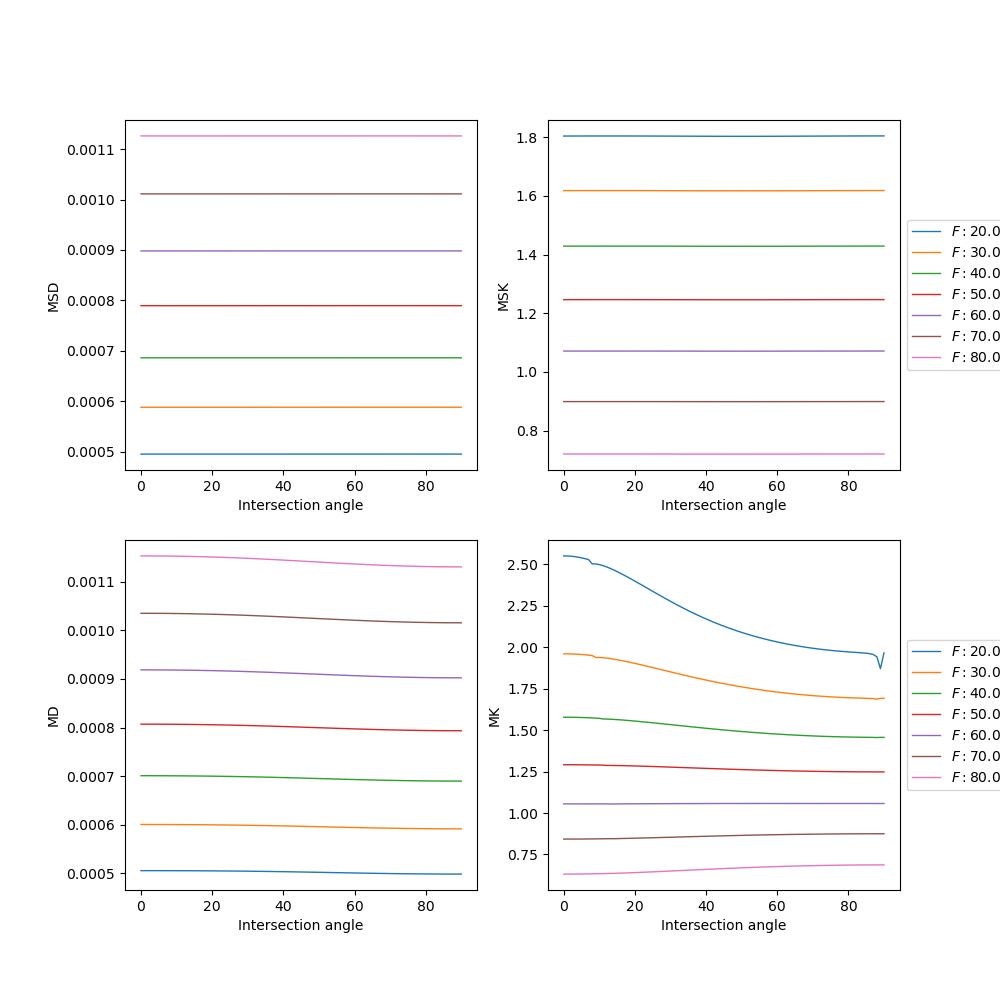 MSD
0.0011
0.0010
0.0009
0.0008
0.0007
0.0006
0.0005
0 20 40 60 80
Intersection angle
MSK
1.8
1.6
1.4
1.2
1.0
0.8
0 20 40 60 80
Intersection angle
F: 20.0
F: 30.0
F: 40.0
F: 50.0
F: 60.0
F: 70.0
F: 80.0
MD
0.0011
0.0010
0.0009
0.0008
0.0007
0.0006
0.0005
0 20 40 60 80
Intersection angle
MK
2.50
2.25
2.00
1.75
1.50
1.25
1.00
0.75
0 20 40 60 80
Intersection angle
F: 20.0
F: 30.0
F: 40.0
F: 50.0
F: 60.0
F: 70.0
F: 80.0